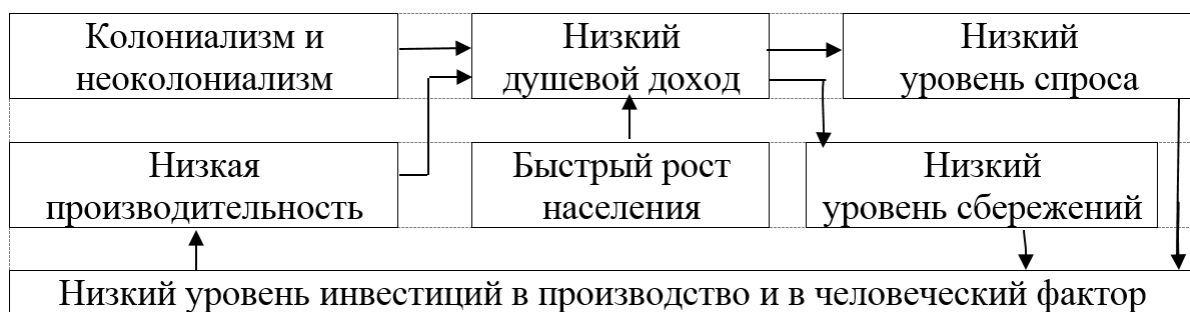 Колониализм и
неоколониализм
Низкий
душевой доход
Низкий
уровень спроса
Низкая
производительность
Быстрый рост
населения
Низкий
уровень сбережений
Низкий уровень инвестиций в производство и в человеческий фактор